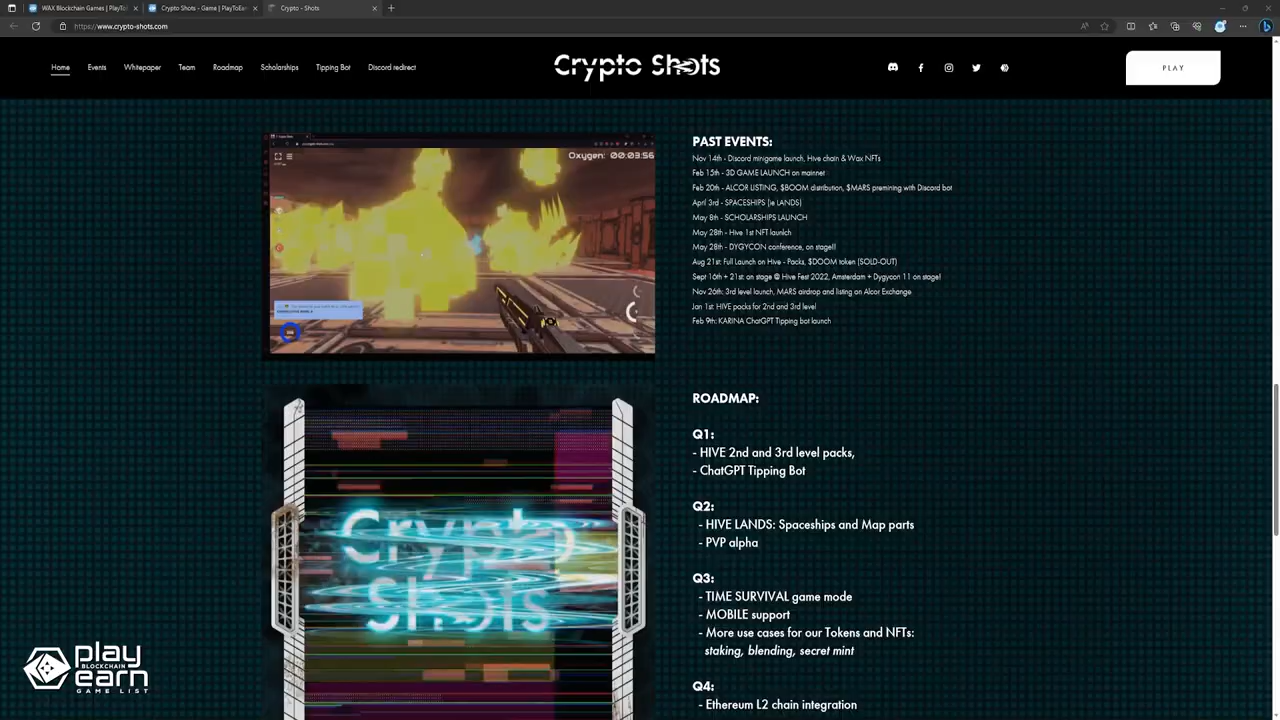 WAX Blockchain Games | PlayToE
Crypto Shots - Game | PlayToEar
Crypto - Shots
https://www.crypto-shots.com
Home
Events
Whitepaper
Team
Roadmap
Scholarships
Tipping Bot
Discord redirect
Crypto Shots
PLAY
Oxygen: 00:03:56
PAST EVENTS:
Nov 14th - Discord minigame launch, Hive chain & Wax NFTs
Feb 15th - 3D GAME LAUNCH on mainnet
Feb 20th - ALCOR LISTING, $BOOM distribution, $MARS premining with Discord bot
April 3rd - SPACESHIPS (ie LANDS)
May 8th - SCHOLARSHIPS LAUNCH
May 28th - Hive 1st NFT launch
May 28th - DYGYCON conference, on stage!!
Aug 21st: Full Launch on Hive - Packs, $DOOM token (SOLD-OUT)
Sept 16th + 21st: on stage @ Hive Fest 2022, Amsterdam + Dygycon 11 on stage!
Nov 26th: 3rd level launch, MARS airdrop and listing on Alcor Exchange
Jan 1st: HIVE packs for 2nd and 3rd level
Feb 9th: KARINA ChatGPT Tipping bot launch
Crypto
Shots
ROADMAP:
Q1:
- HIVE 2nd and 3rd level packs,
- ChatGPT Tipping Bot
Q2:
- HIVE LANDS: Spaceships and Map parts
- PVP alpha
Q3:
- TIME SURVIVAL game mode
- MOBILE support
- More use cases for our Tokens and NFTs:
staking, blending, secret mint
Q4:
- Ethereum L2 chain integration
play
BLOCKCHAIN
earn
GAME LIST